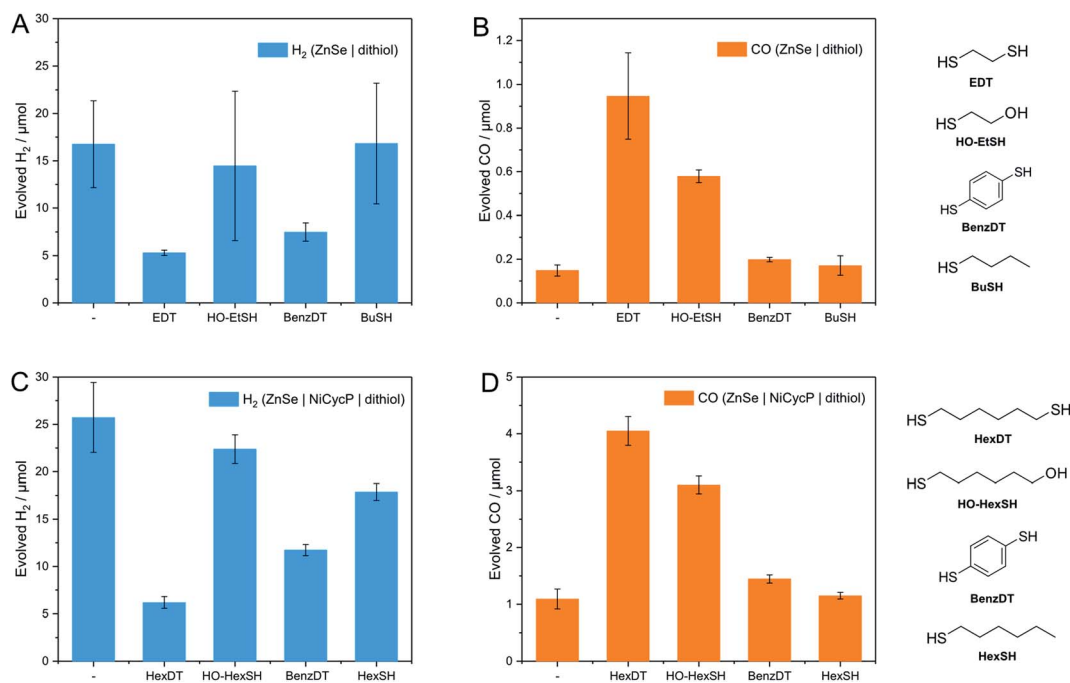 A
H2 (ZnSe | dithiol)
Evolved H2 / µmol
30
25
20
15
10
5
0
- EDT HO-EtSH BenzDT BuSH
B
CO (ZnSe | dithiol)
Evolved CO / µmol
1.2
1.0
0.8
0.6
0.4
0.2
0.0
- EDT HO-EtSH BenzDT BuSH
HS SH
EDT
HS OH
HO-EtSH
SH
HS
BenzDT
HS
BuSH
C
H2 (ZnSe | NiCycP | dithiol)
Evolved H2 / µmol
30
25
20
15
10
5
0
- HexDT HO-HexSH BenzDT HexSH
D
CO (ZnSe | NiCycP | dithiol)
Evolved CO / µmol
5
4
3
2
1
0
- HexDT HO-HexSH BenzDT HexSH
HS SH
HexDT
HS OH
HO-HexSH
SH
HS
BenzDT
HS
HexSH